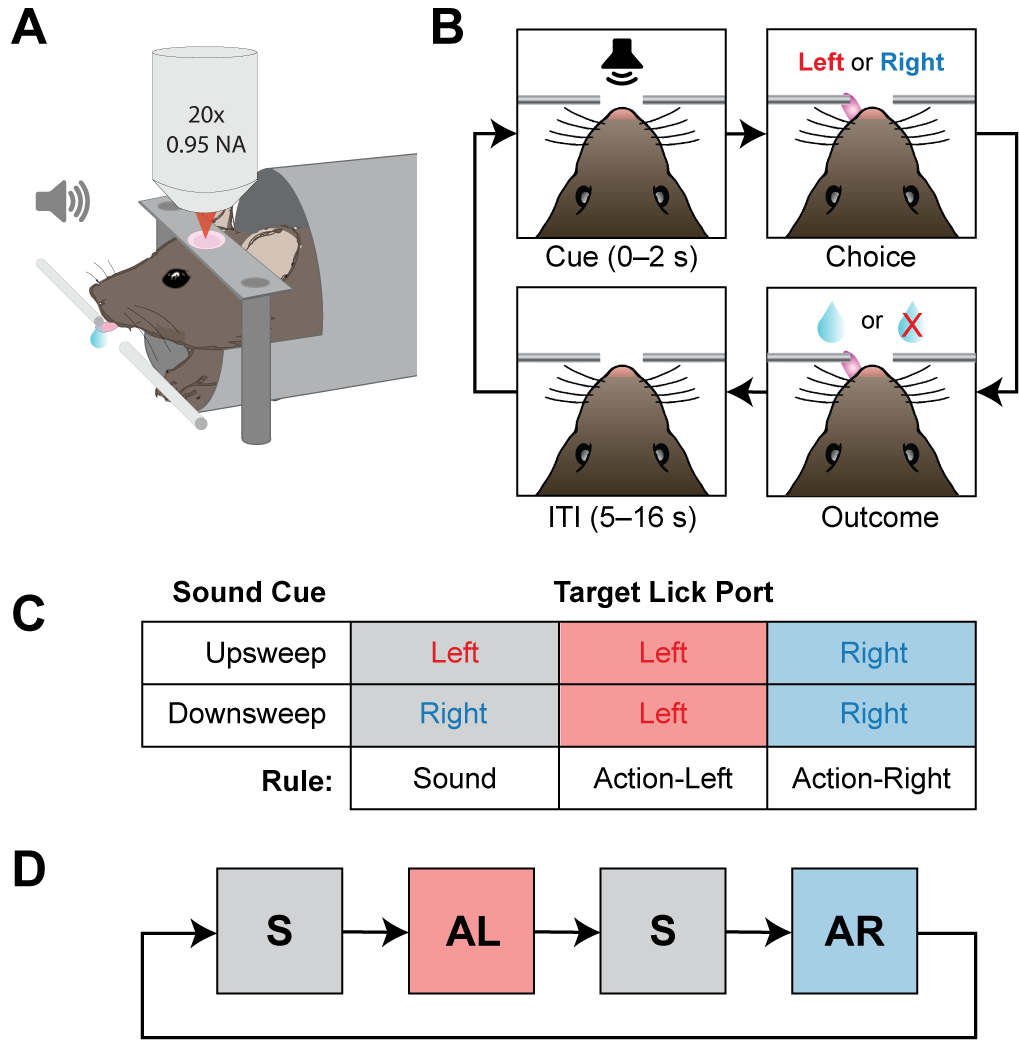 A
20x
0.95 NA
B
Left or Right
Cue (0–2 s)
Choice
or
X
ITI (5–16 s)
Outcome
C
Sound Cue
Target Lick Port
Upsweep
Left
Left
Right
Downsweep
Right
Left
Right
Rule:
Sound
Action-Left
Action-Right
D
S
AL
S
AR